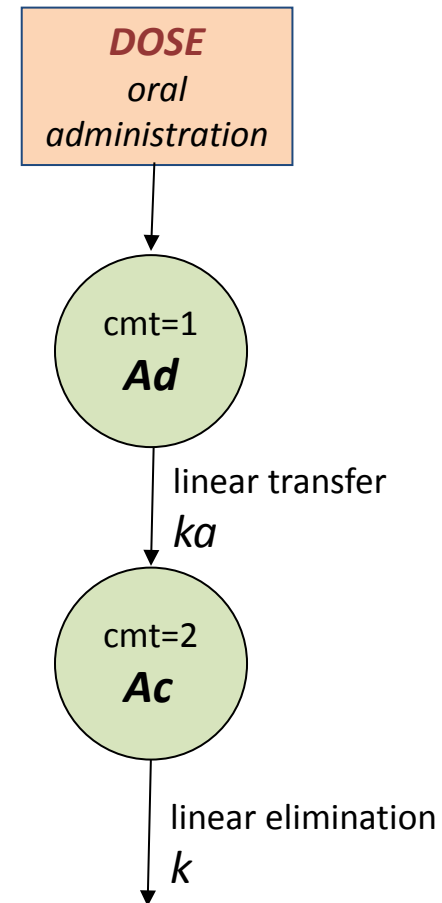 DOSE
oral
administration
cmt=1
Ad
linear transfer
ka
cmt=2
Ac
linear elimination
k